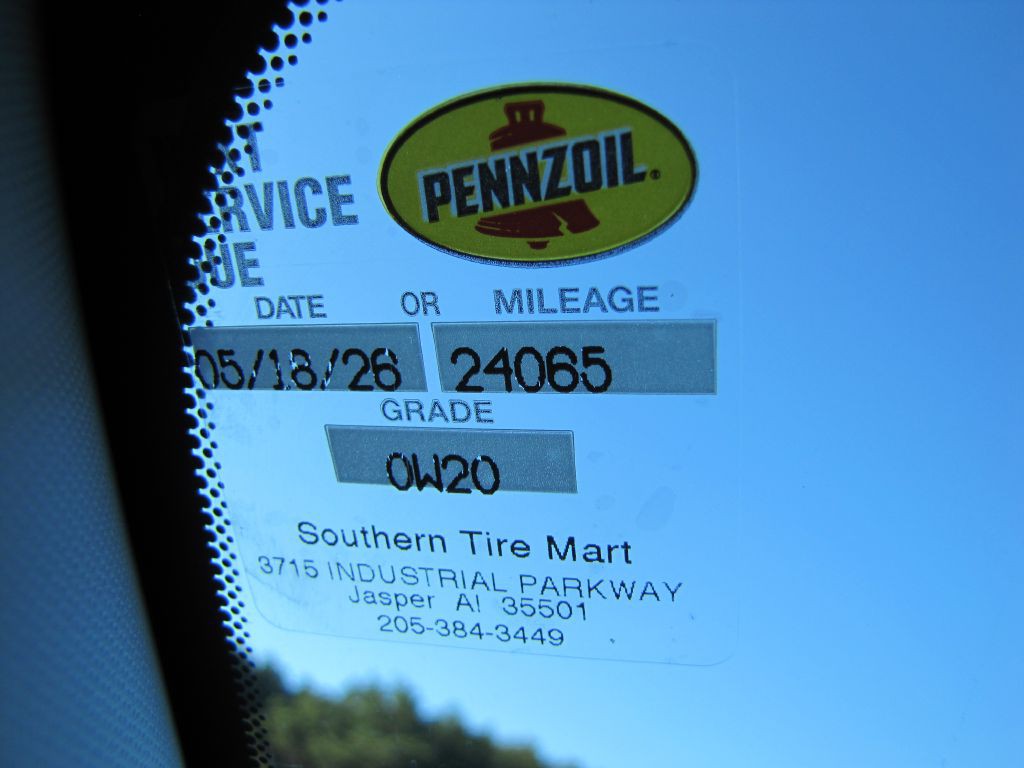 PENNZOIL
RVICE
UE
DATE OR MILEAGE
05/18/26 24065
GRADE
0W20
Southern Tire Mart
3715 INDUSTRIAL PARKWAY
Jasper Al 35501
205-384-3449